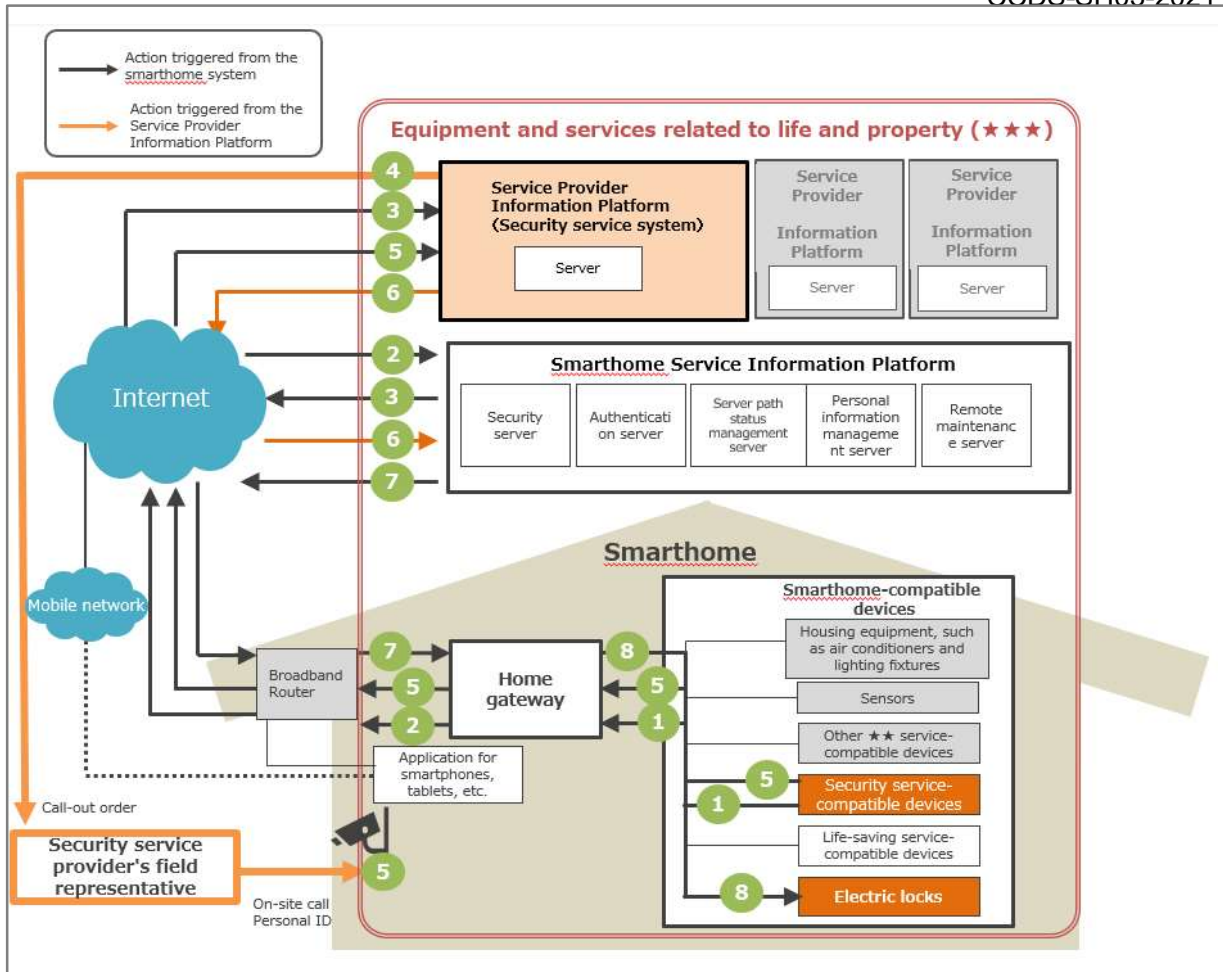 Action triggered from the
smarthome system
Action triggered from the
Service Provider
Information Platform
Equipment and services related to life and property (★★★)
4
3
5
6
Service Provider
Information Platform
(Security service system)
Server
Service
Provider
Information
Platform
Server
Service
Provider
Information
Platform
Server
Internet
2
3
6
7
Smarthome Service Information Platform
Security
server
Authenticati
on server
Server path
status
management
server
Personal
information
manageme
nt server
Remote
maintenanc
e server
Smarthome
Mobile network
Broadband
Router
7
5
2
Home
gateway
8
5
1
Smarthome-compatible
devices
Housing equipment, such
as air conditioners and
lighting fixtures
Sensors
Other ★★ service-
compatible devices
5
1
Security service-
compatible devices
Life-saving service-
compatible devices
8
Electric locks
Application for
smartphones,
tablets, etc.
5
Call-out order
Security service
provider's field
representative
On-site call
Personal ID